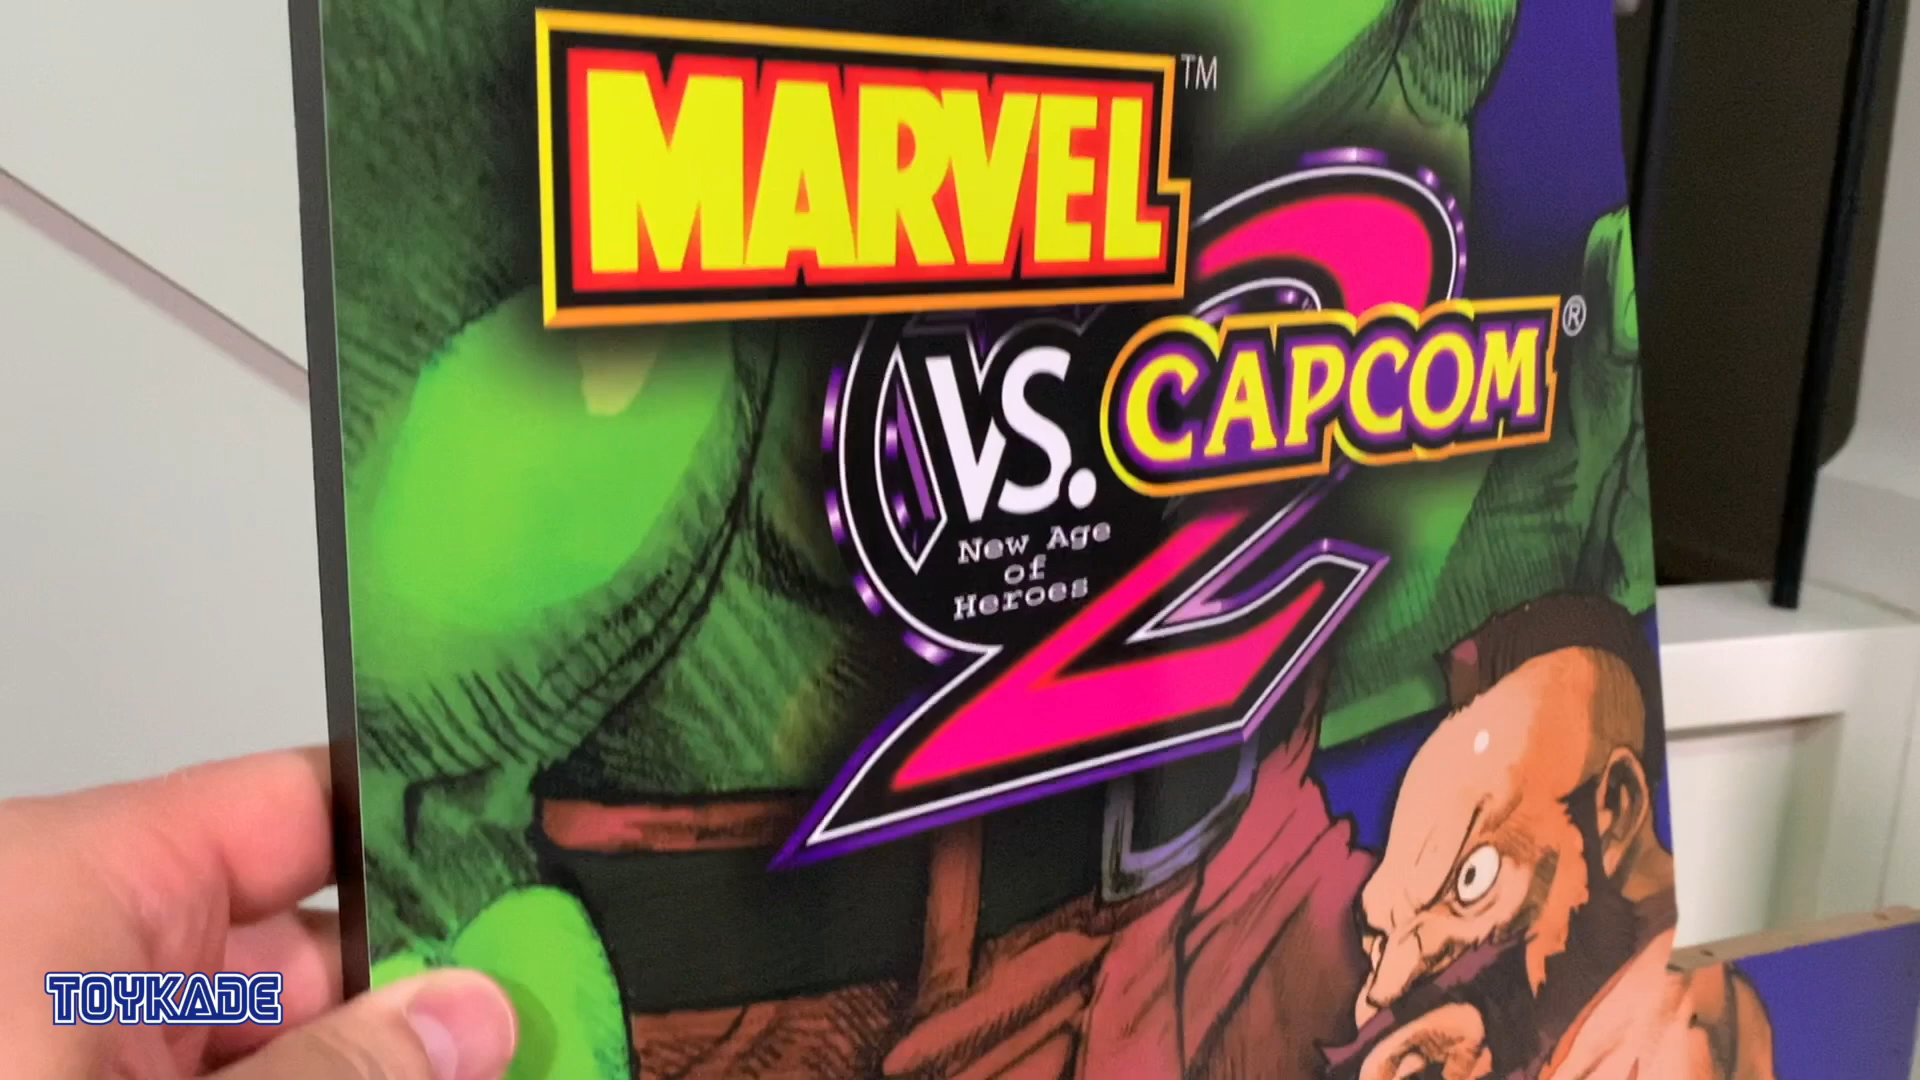 MARVEL™
VS. CAPCOM®
2
New Age
of
Heroes
TOYKADE